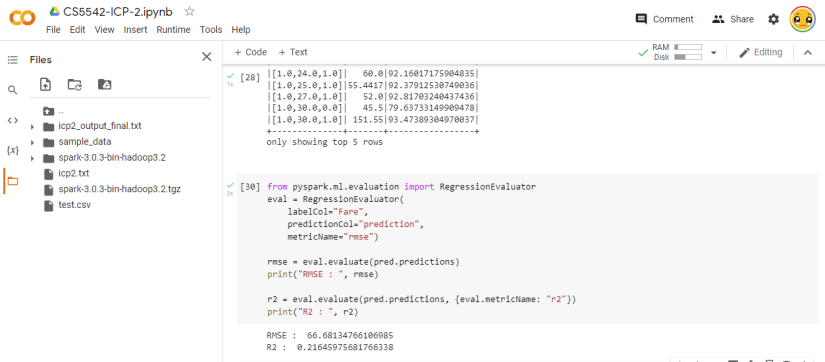 CO CS5542-ICP-2.ipynb
File Edit View Insert Runtime Tools Help
Comment Share
Files
+ Code + Text
RAM
Disk
Editing
..
icp2_output_final.txt
sample_data
spark-3.0.3-bin-hadoop3.2
icp2.txt
spark-3.0.3-bin-hadoop3.2.tgz
test.csv
{x}
[28]
1s
|[1.0,24.0,1.0]| 60.0|92.16017175904835|
|[1.0,25.0,1.0]|55.4417|92.37912530749036|
|[1.0,27.0,1.0]| 52.0|92.81703240437436|
|[1.0,30.0,0.0]| 45.5|79.63733149909478|
|[1.0,30.0,1.0]| 151.55|93.47389304970037|
+--------------+-------+-----------------+
only showing top 5 rows
[30]
0s
from pyspark.ml.evaluation import RegressionEvaluator
eval = RegressionEvaluator(
labelCol="Fare",
predictionCol="prediction",
metricName="rmse")
rmse = eval.evaluate(pred.predictions)
print("RMSE : ", rmse)
r2 = eval.evaluate(pred.predictions, {eval.metricName: "r2"})
print("R2 : ", r2)
RMSE :  66.68134766106985
R2 :  0.21645975681766338